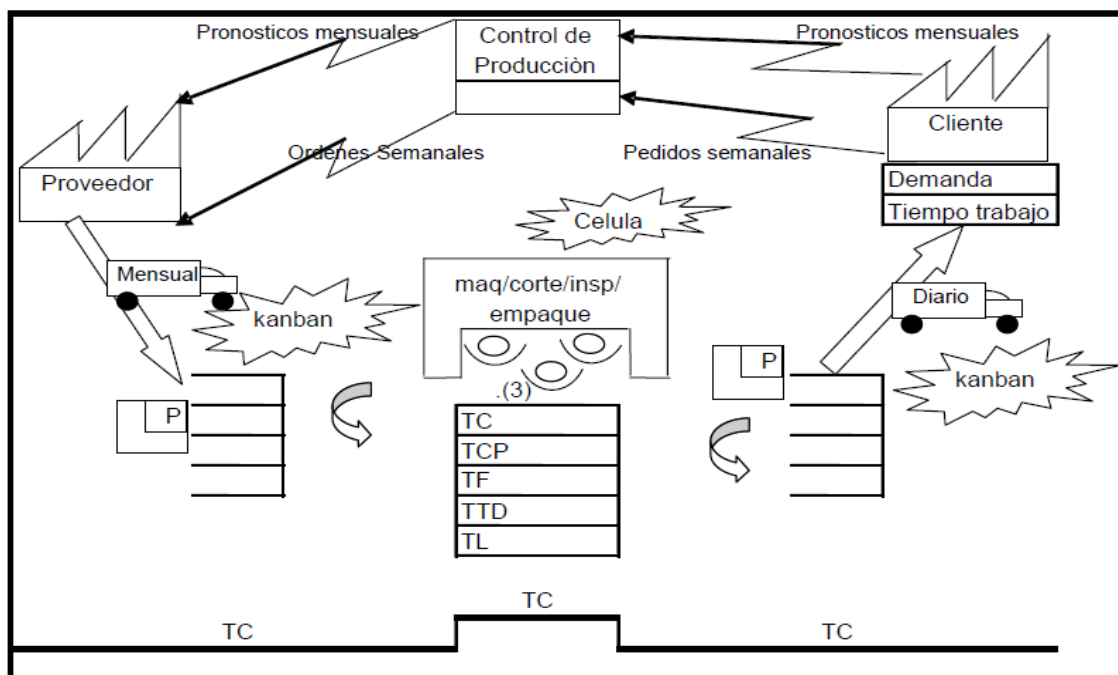 Pronosticos mensuales
Control de
Producciòn
Pronosticos mensuales
Cliente
Ordenes Semanales
Pedidos semanales
Proveedor
Demanda
Tiempo trabajo
Celula
Mensual
maq/corte/insp/
empaque
Diario
kanban
kanban
P
P
.(3)
TC
TCP
TF
TTD
TL
TC
TC
TC